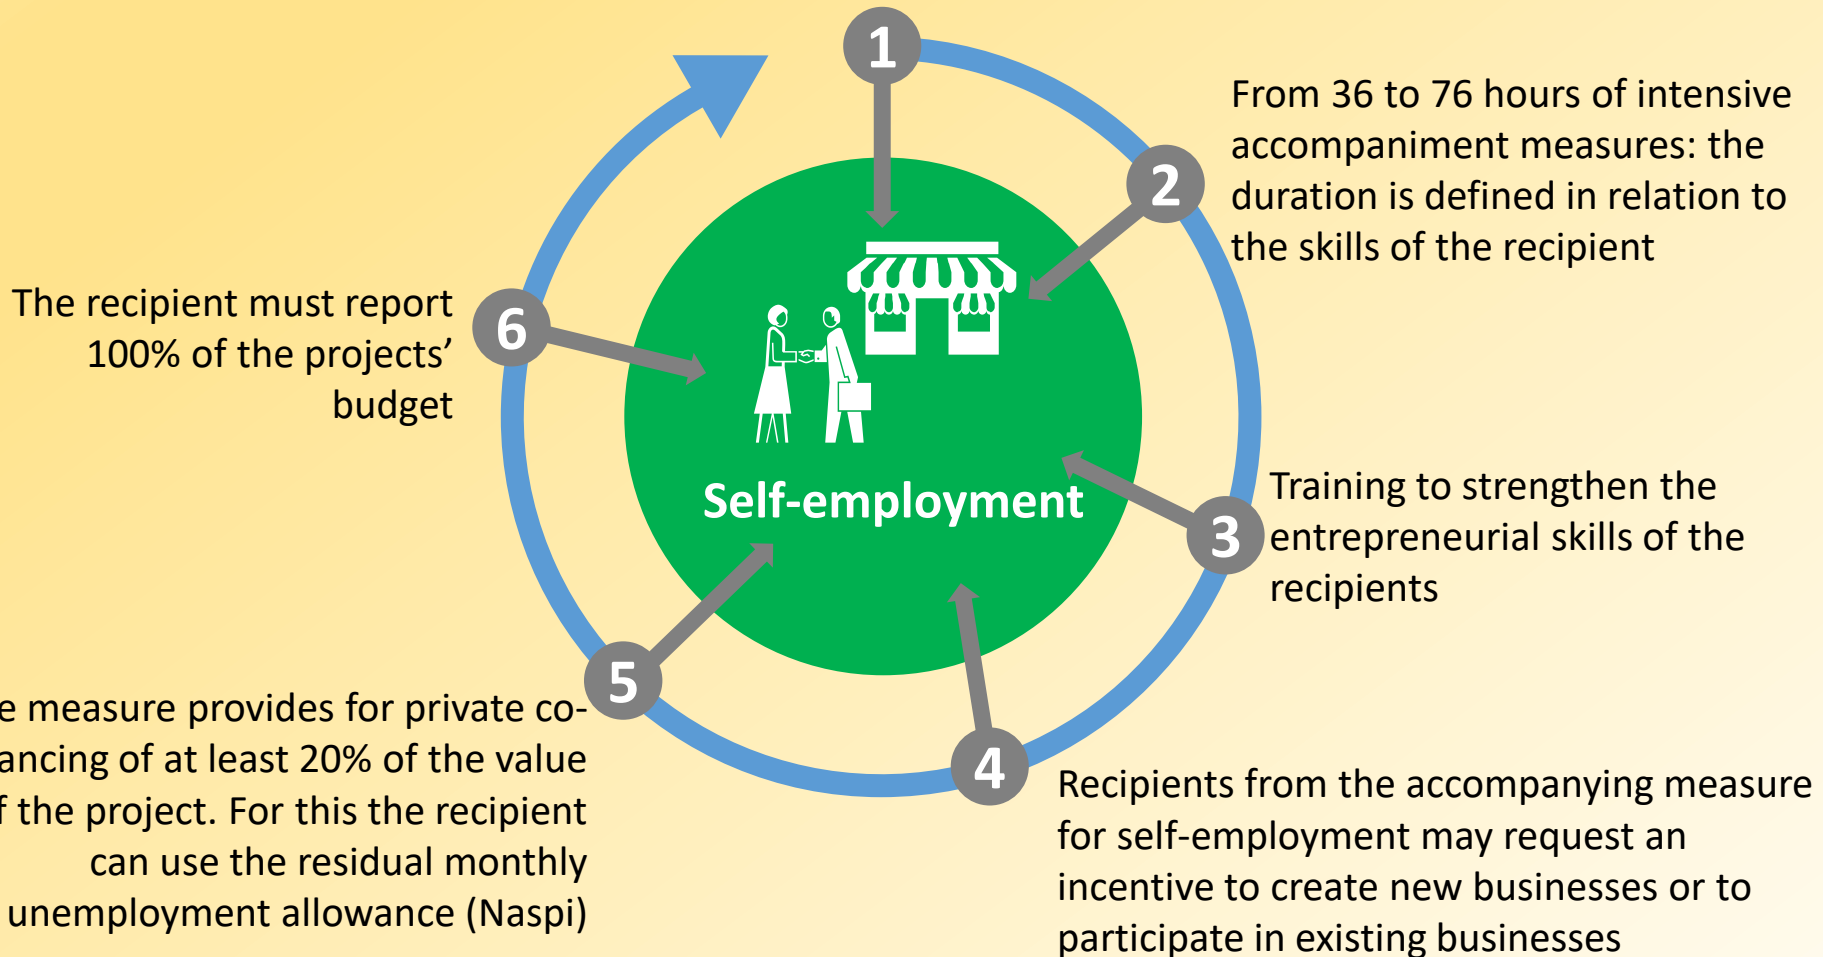 1
2
From 36 to 76 hours of intensive
accompaniment measures: the
duration is defined in relation to
the skills of the recipient
3
Training to strengthen the
entrepreneurial skills of the
recipients
4
Recipients from the accompanying measure
for self-employment may request an
incentive to create new businesses or to
participate in existing businesses
5
e measure provides for private co-
ancing of at least 20% of the value
f the project. For this the recipient
can use the residual monthly
unemployment allowance (Naspi)
6
The recipient must report
100% of the projects’
budget
Self-employment